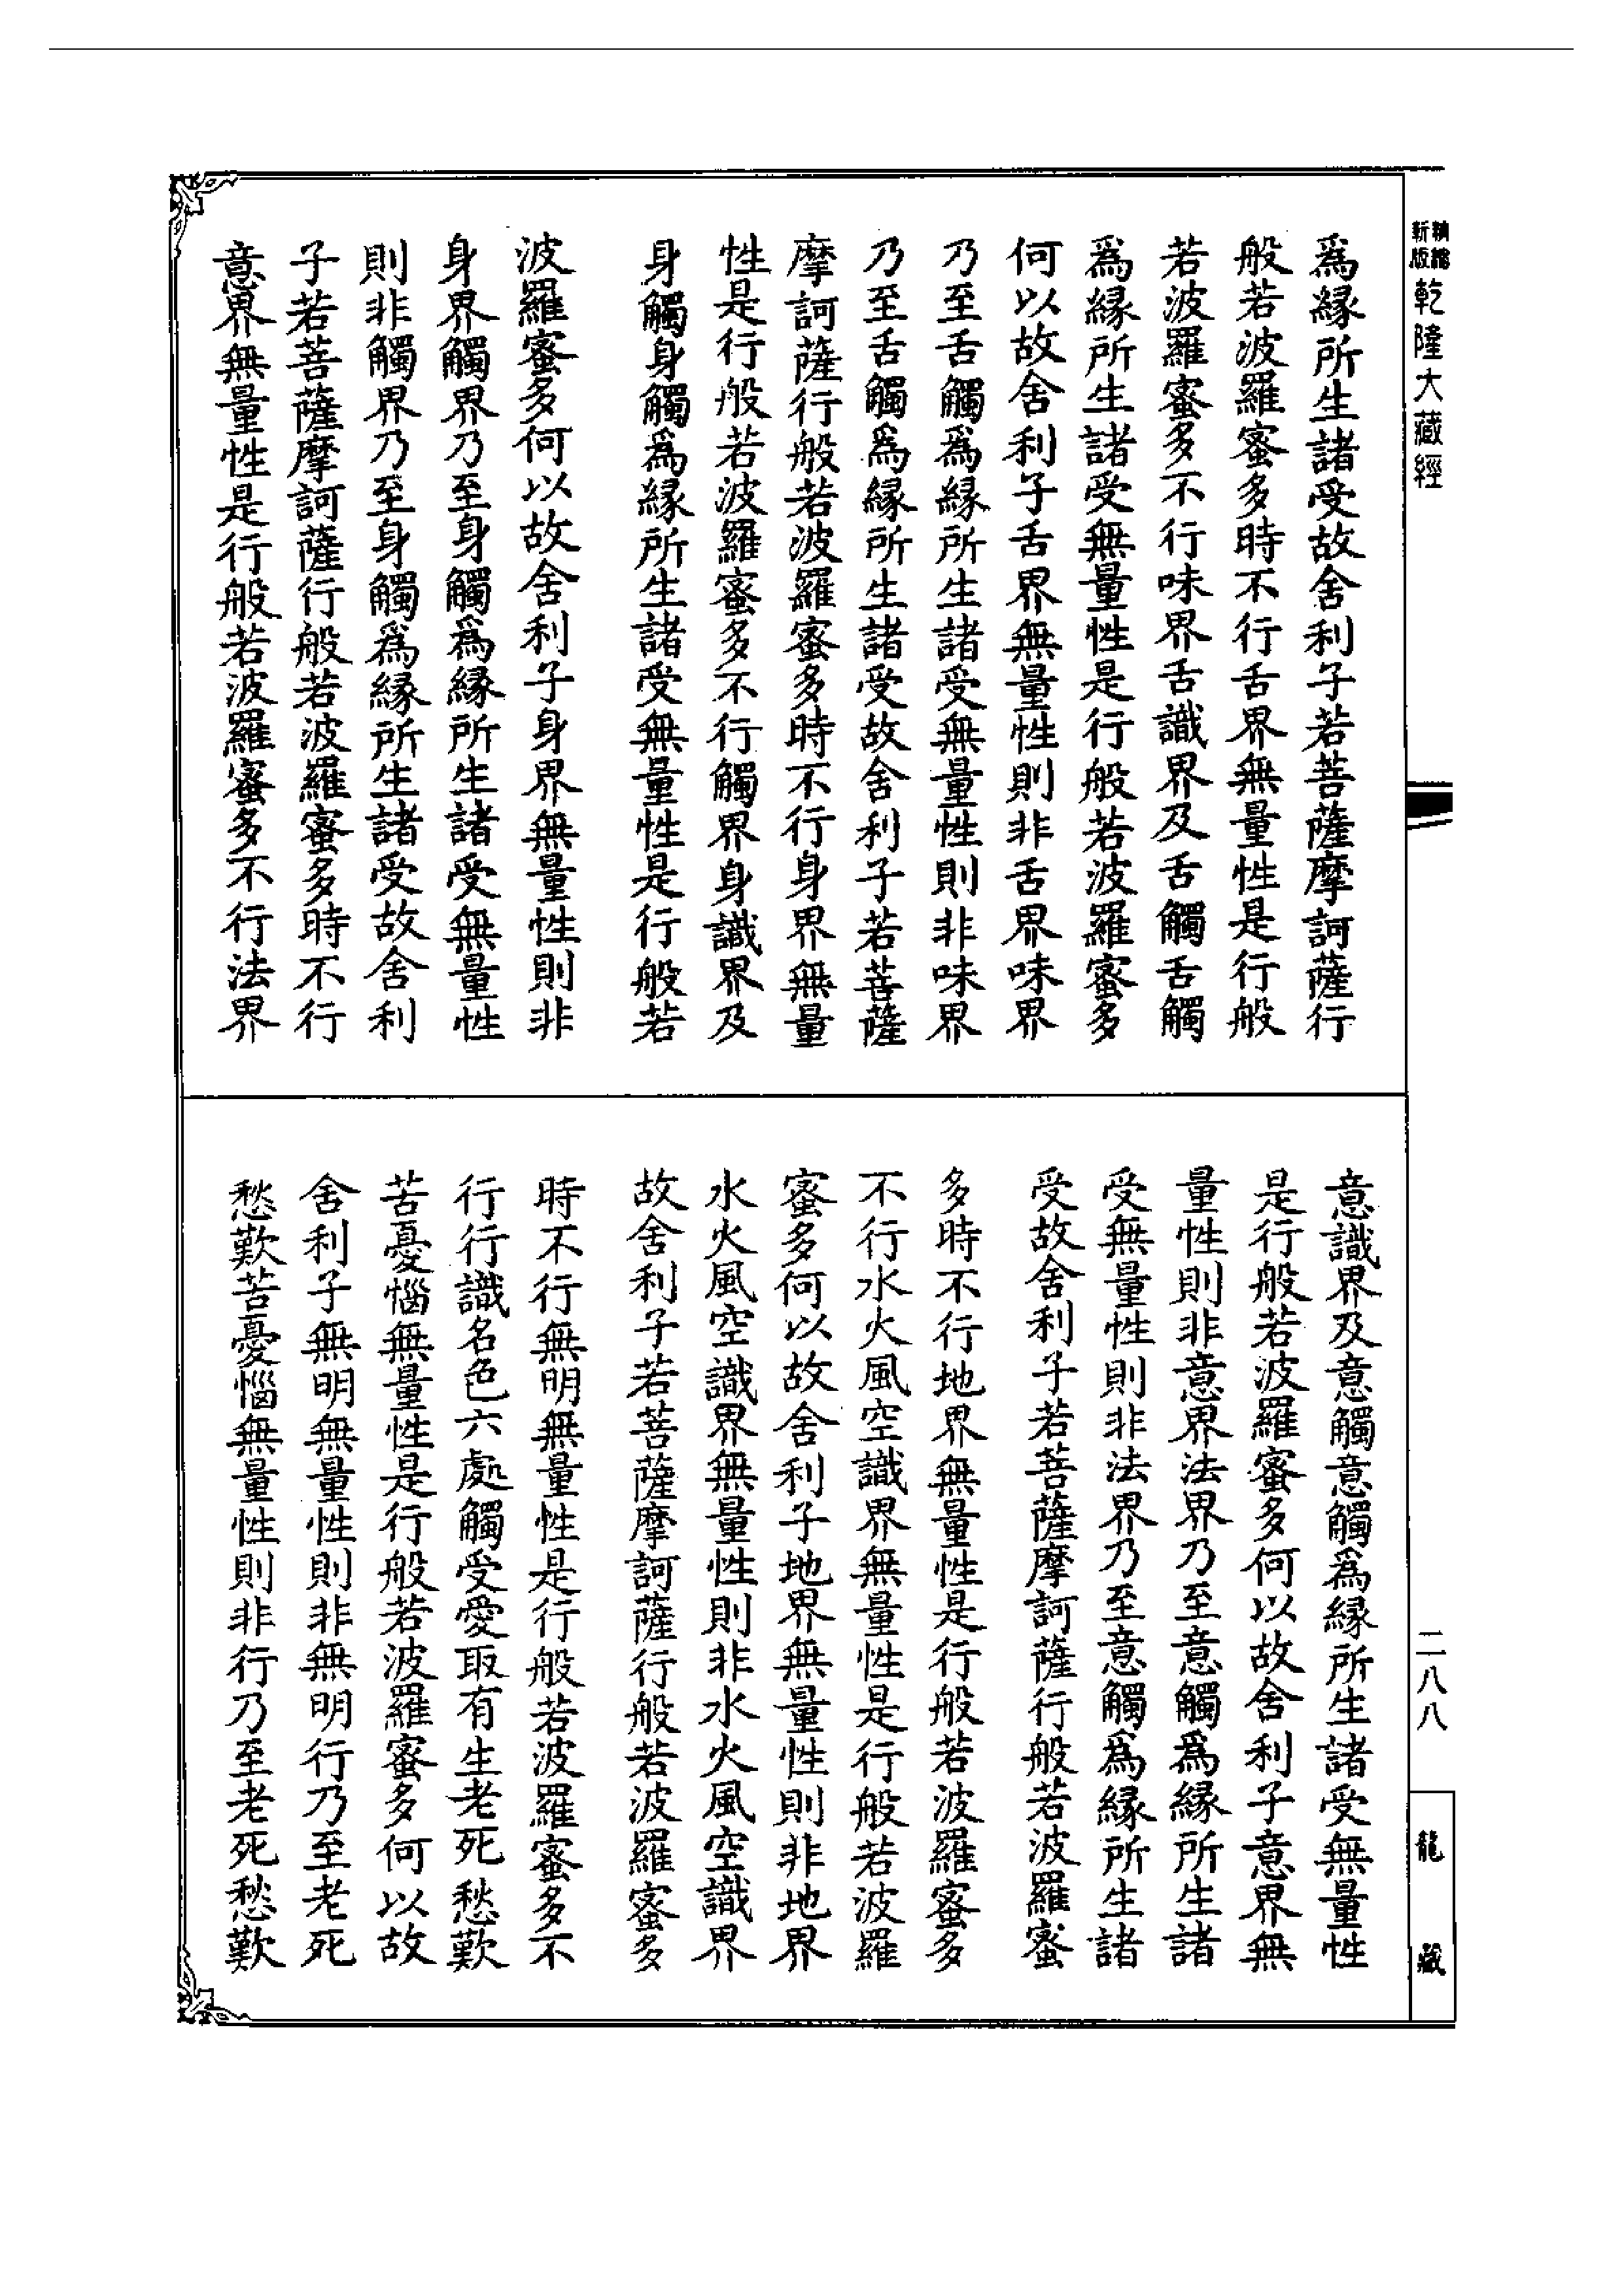 新版
精縮
乾隆大藏經
爲緣所生諸受故舍利子若菩薩摩訶薩行
般若波羅蜜多時不行舌界無量性是行般
若波羅蜜多不行味界舌識界及舌觸舌觸
爲緣所生諸受無量性是行般若波羅蜜多
何以故舍利子舌界無量性則非舌界味界
乃至舌觸爲緣所生諸受無量性則非味界
乃至舌觸爲緣所生諸受故舍利子若菩薩
摩訶薩行般若波羅蜜多時不行身界無量
性是行般若波羅蜜多不行觸界身識界及
身觸身觸爲緣所生諸受無量性是行般若
波羅蜜多何以故舍利子身界無量性則非
身界觸界乃至身觸爲緣所生諸受無量性
則非觸界乃至身觸爲緣所生諸受故舍利
子若菩薩摩訶薩行般若波羅蜜多時不行
意界無量性是行般若波羅蜜多不行法界
意識界及意觸意觸爲緣所生諸受無量性
是行般若波羅蜜多何以故舍利子意界無
量性則非意界法界乃至意觸爲緣所生諸
受無量性則非法界乃至意觸爲緣所生諸
受故舍利子若菩薩摩訶薩行般若波羅蜜
多時不行地界無量性是行般若波羅蜜多
不行水火風空識界無量性是行般若波羅
蜜多何以故舍利子地界無量性則非地界
水火風空識界無量性則非水火風空識界
故舍利子若菩薩摩訶薩行般若波羅蜜多
時不行無明無量性是行般若波羅蜜多不
行行識名色六處觸受愛取有生老死愁歎
苦憂惱無量性是行般若波羅蜜多何以故
舍利子無明無量性則非無明行乃至老死
愁歎苦憂惱無量性則非行乃至老死愁歎
二八八
龍藏